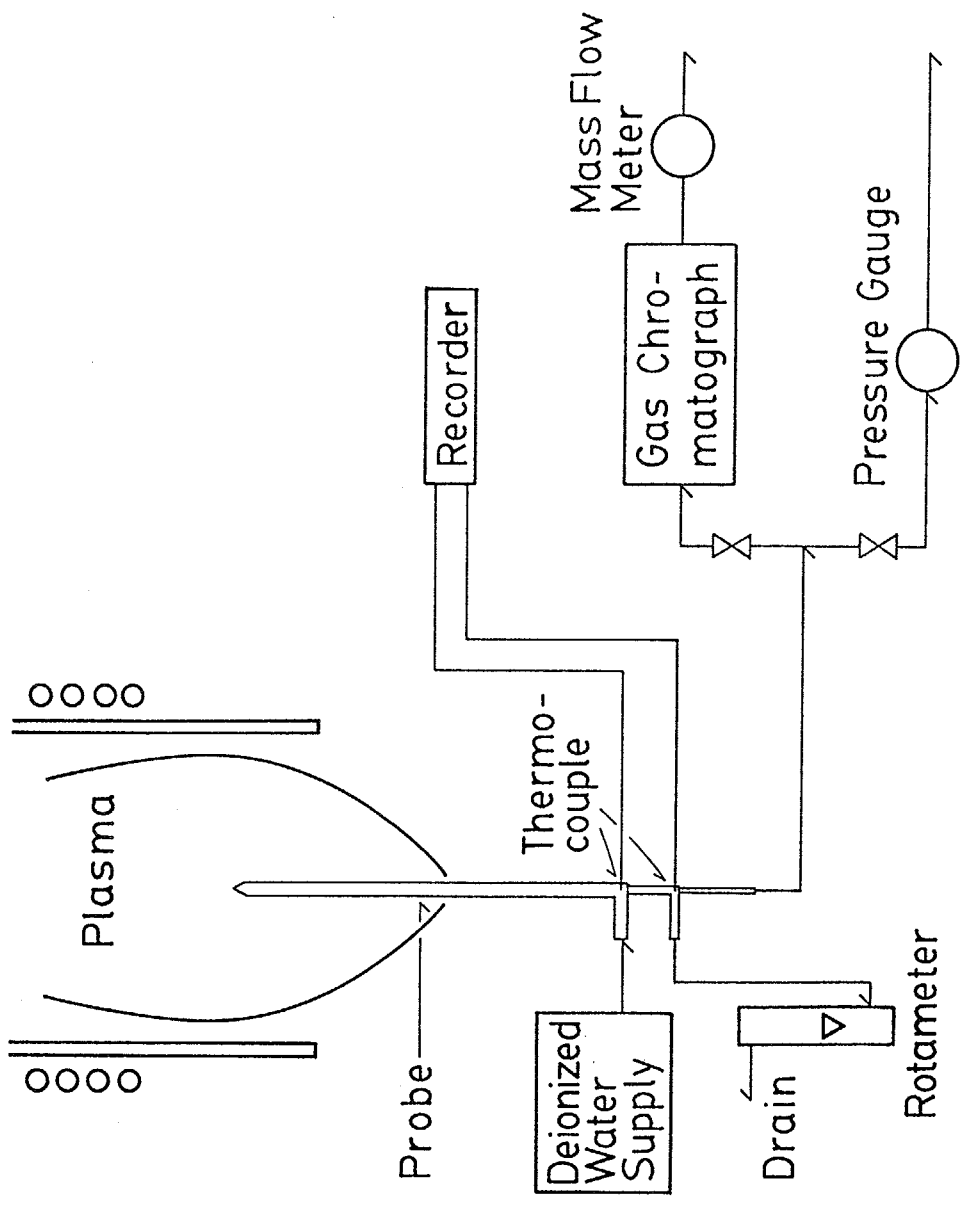 Plasma
Probe
Recorder
Thermo-
couple
Deionized
Water
Supply
Drain
Rotameter
Mass Flow
Meter
Gas Chro-
matograph
Pressure Gauge